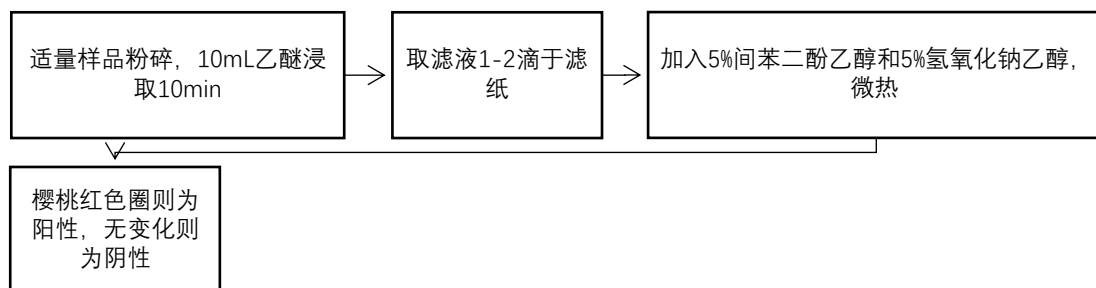 适量样品粉碎，10mL乙醚浸
取10min
取滤液1-2滴于滤
纸
加入5%间苯二酚乙醇和5%氢氧化钠乙醇，
微热
樱桃红色圈则为
阳性，无变化则
为阴性